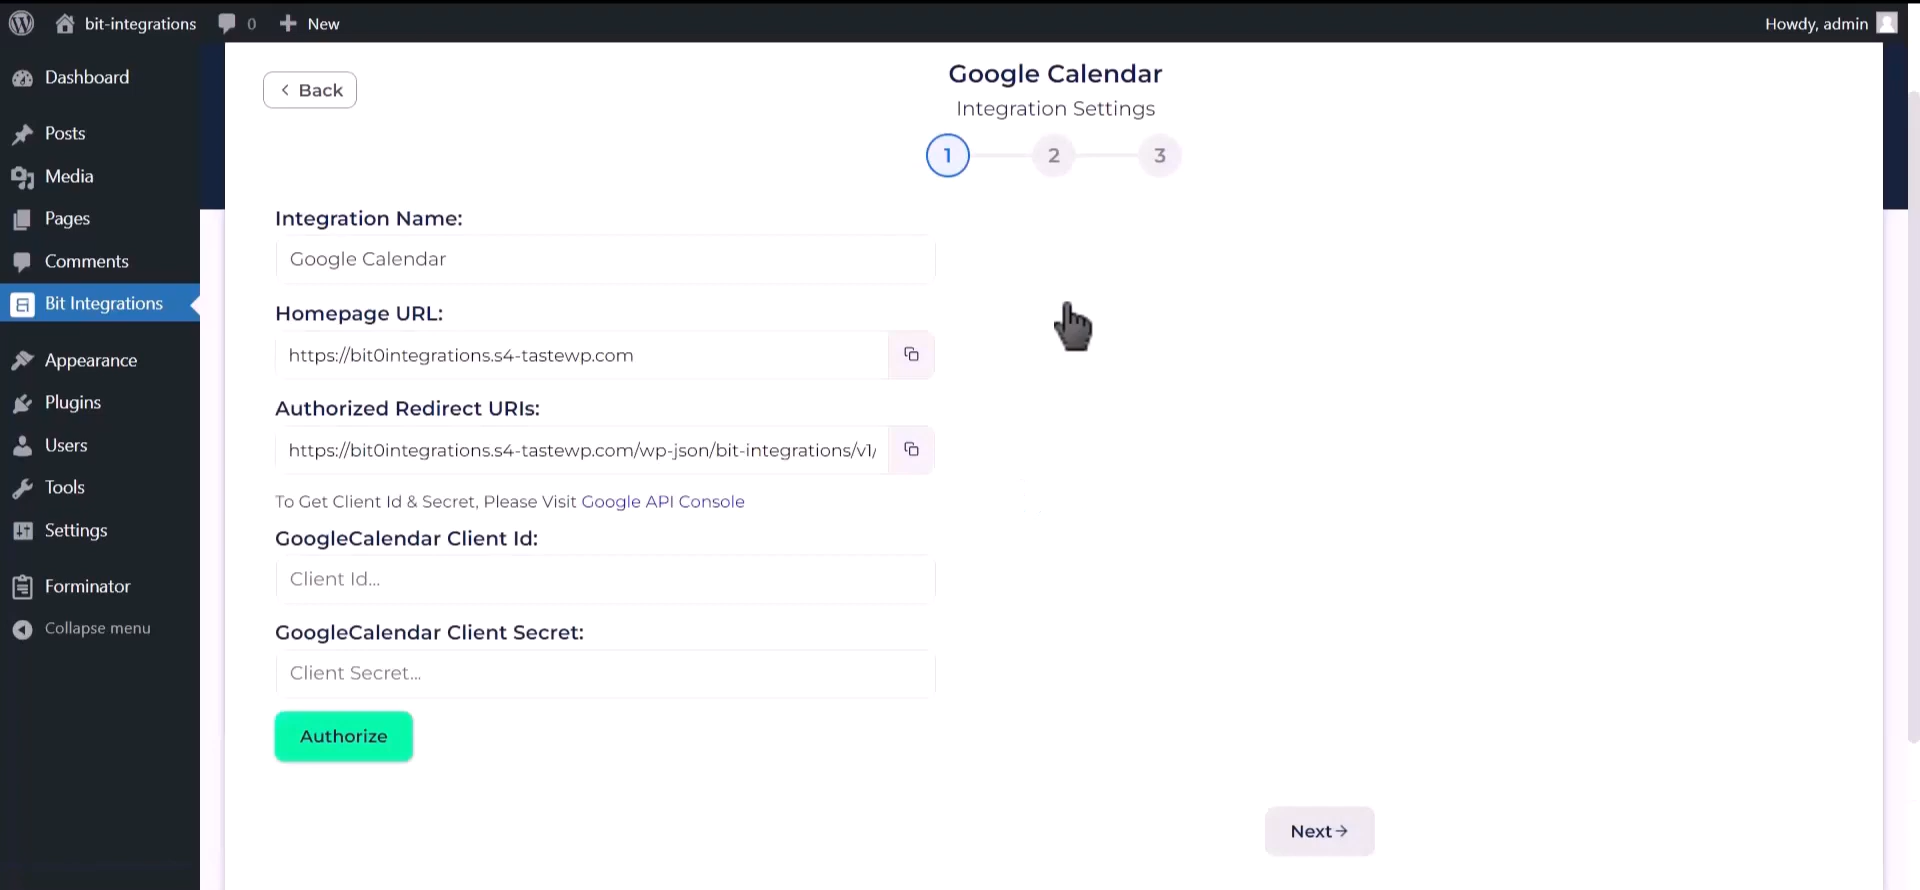 bit-integrations
0
New
Howdy, admin
Dashboard
Posts
Media
Pages
Comments
Bit Integrations
Appearance
Plugins
Users
Tools
Settings
Forminator
Collapse menu
Back
Google Calendar
Integration Settings
1
2
3
Integration Name:
Google Calendar
Homepage URL:
https://bit0integrations.s4-tastewp.com
Authorized Redirect URIs:
https://bit0integrations.s4-tastewp.com/wp-json/bit-integrations/v1/
To Get Client Id & Secret, Please Visit Google API Console
GoogleCalendar Client Id:
Client Id...
GoogleCalendar Client Secret:
Client Secret...
Authorize
Next